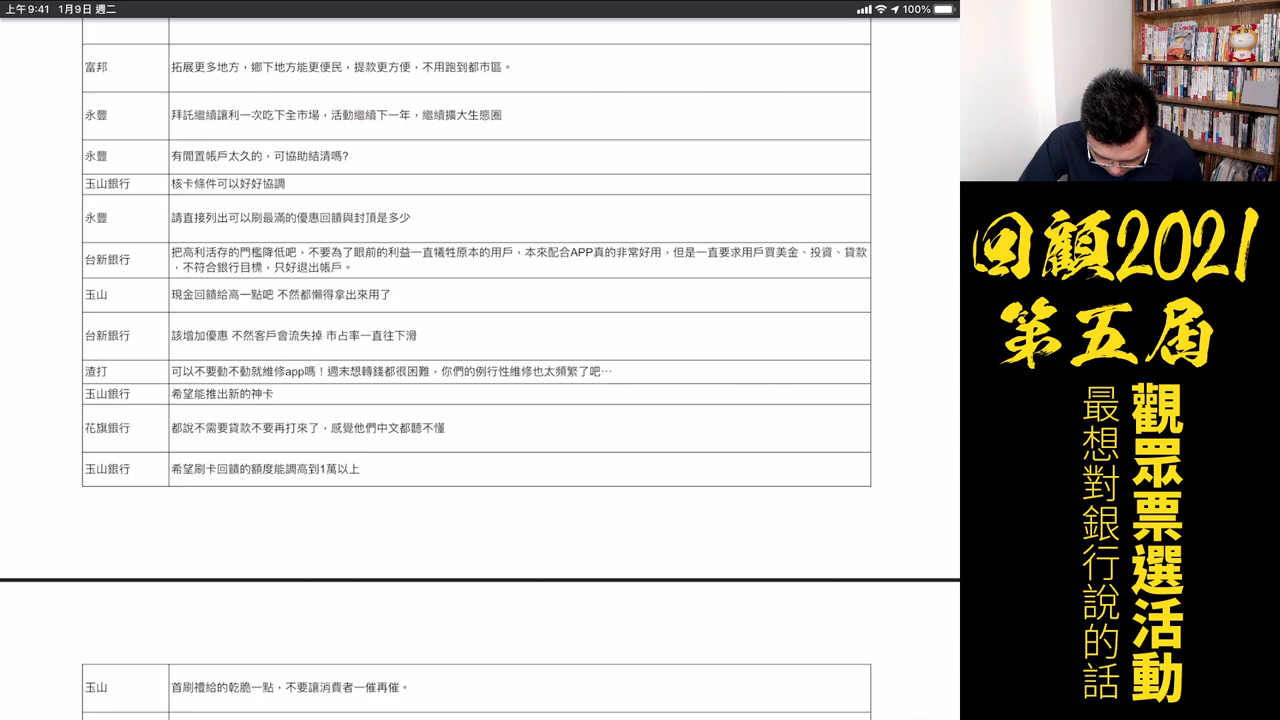 上午9:41 1月9日 週二
100%
富邦 拓展更多地方，鄉下地方能更便民，提款更方便，不用跑到都市區。
永豐 拜託繼續讓利一次吃下全市場，活動繼續下一年，繼續擴大生態圈
永豐 有閒置帳戶太久的，可協助結清嗎?
玉山銀行 核卡條件可以好好協調
永豐 請直接列出可以刷最滿的優惠回饋與封頂是多少
台新銀行 把高利活存的門檻降低吧，不要為了眼前的利益一直犧牲原本的用戶，本來配合APP真的非常好用，但是一直要求用戶買美金、投資、貸款
，不符合銀行目標，只好退出帳戶。
玉山 現金回饋給高一點吧 不然都懶得拿出來用了
台新銀行 該增加優惠 不然客戶會流失掉 市占率一直往下滑
渣打 可以不要動不動就維修app嗎！週末想轉錢都很困難，你們的例行性維修也太頻繁了吧⋯
玉山銀行 希望能推出新的神卡
花旗銀行 都說不需要貸款不要再打來了，感覺他們中文都聽不懂
玉山銀行 希望刷卡回饋的額度能調高到1萬以上
玉山 首刷禮給的乾脆一點，不要讓消費者一催再催。
回顧2021
第五屆
觀眾票選活動
最想對銀行說的話